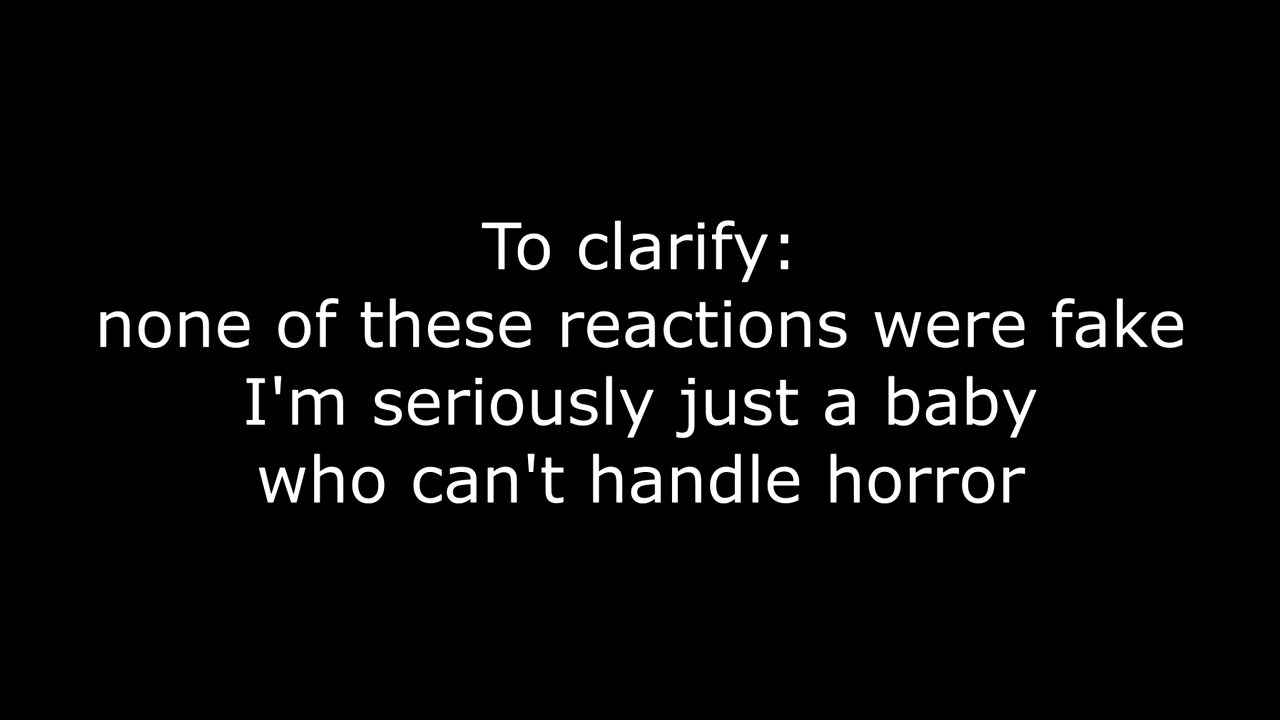 To clarify:
none of these reactions were fake
I'm seriously just a baby
who can't handle horror